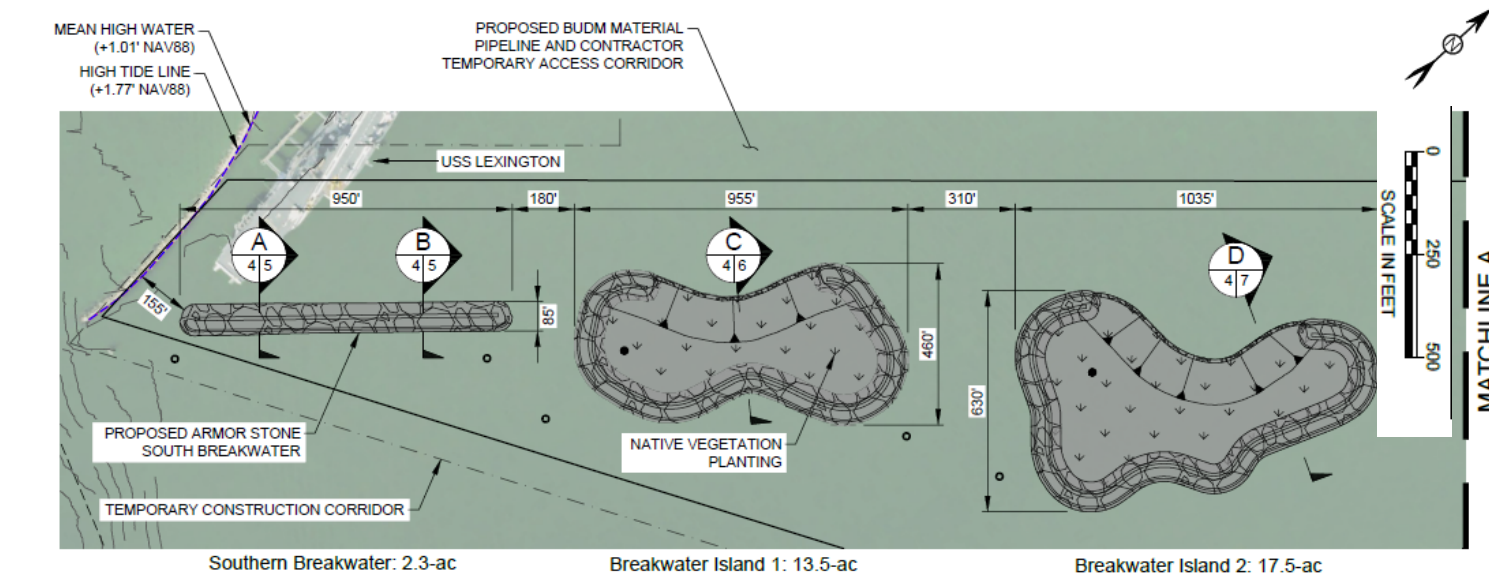 MEAN HIGH WATER
(+1.01' NAV88)
HIGH TIDE LINE
(+1.77' NAV88)
PROPOSED BUDM MATERIAL
PIPELINE AND CONTRACTOR
TEMPORARY ACCESS CORRIDOR
N
USS LEXINGTON
950'
180'
955'
310'
1035'
A
4 5
B
4 5
C
4 6
D
4 7
155'
85'
460'
630'
0
250
500
SCALE IN FEET
MATCHLINE A
PROPOSED ARMOR STONE
SOUTH BREAKWATER
NATIVE VEGETATION
PLANTING
TEMPORARY CONSTRUCTION CORRIDOR
Southern Breakwater: 2.3-ac
Breakwater Island 1: 13.5-ac
Breakwater Island 2: 17.5-ac